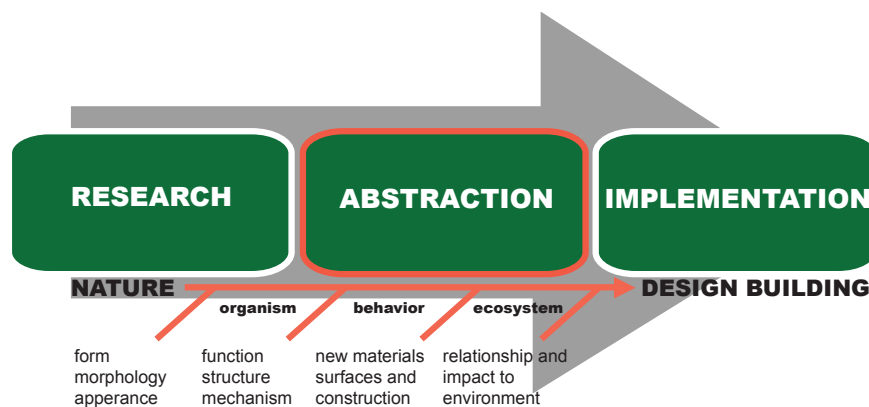 RESEARCH
ABSTRACTION
IMPLEMENTATION
NATURE
DESIGN BUILDING
organism
behavior
ecosystem
form
morphology
apperance
function
structure
mechanism
new materials
surfaces and
construction
relationship and
impact to
environment